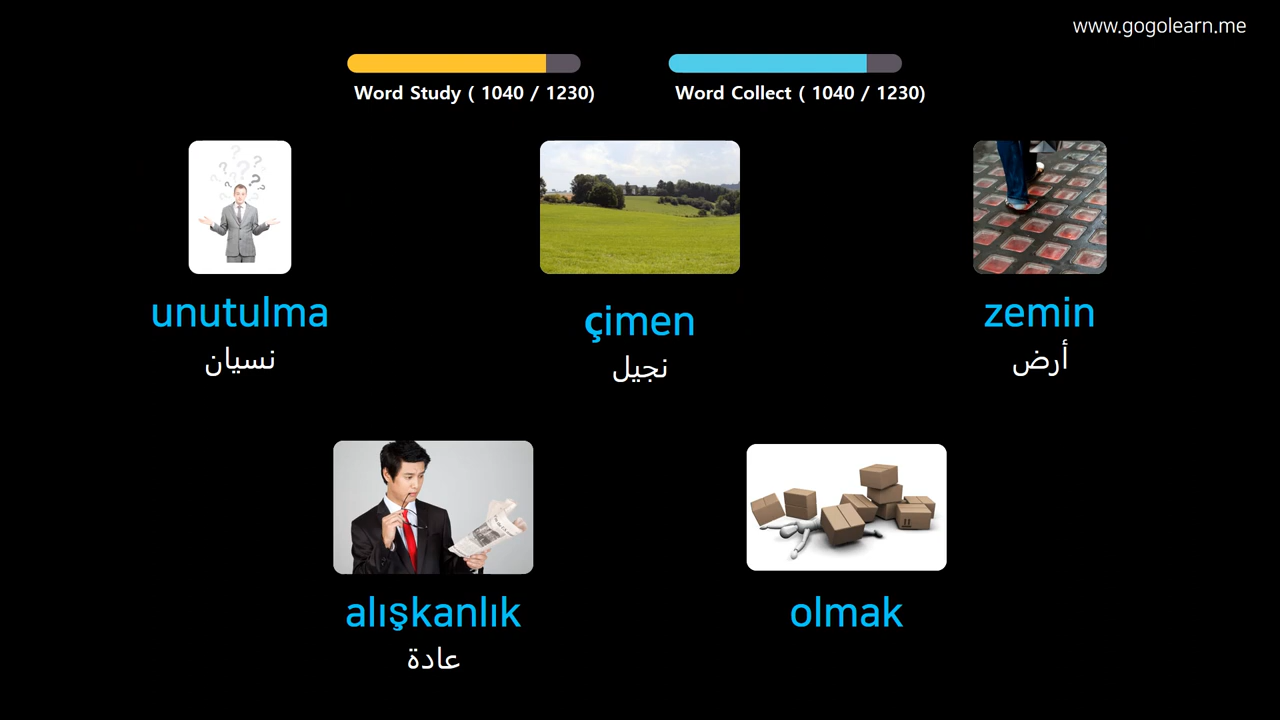 www.gogolearn.me
Word Study ( 1040 / 1230)
Word Collect ( 1040 / 1230)
unutulma
نسيان
çimen
نجيل
zemin
أرض
alışkanlık
عادة
olmak